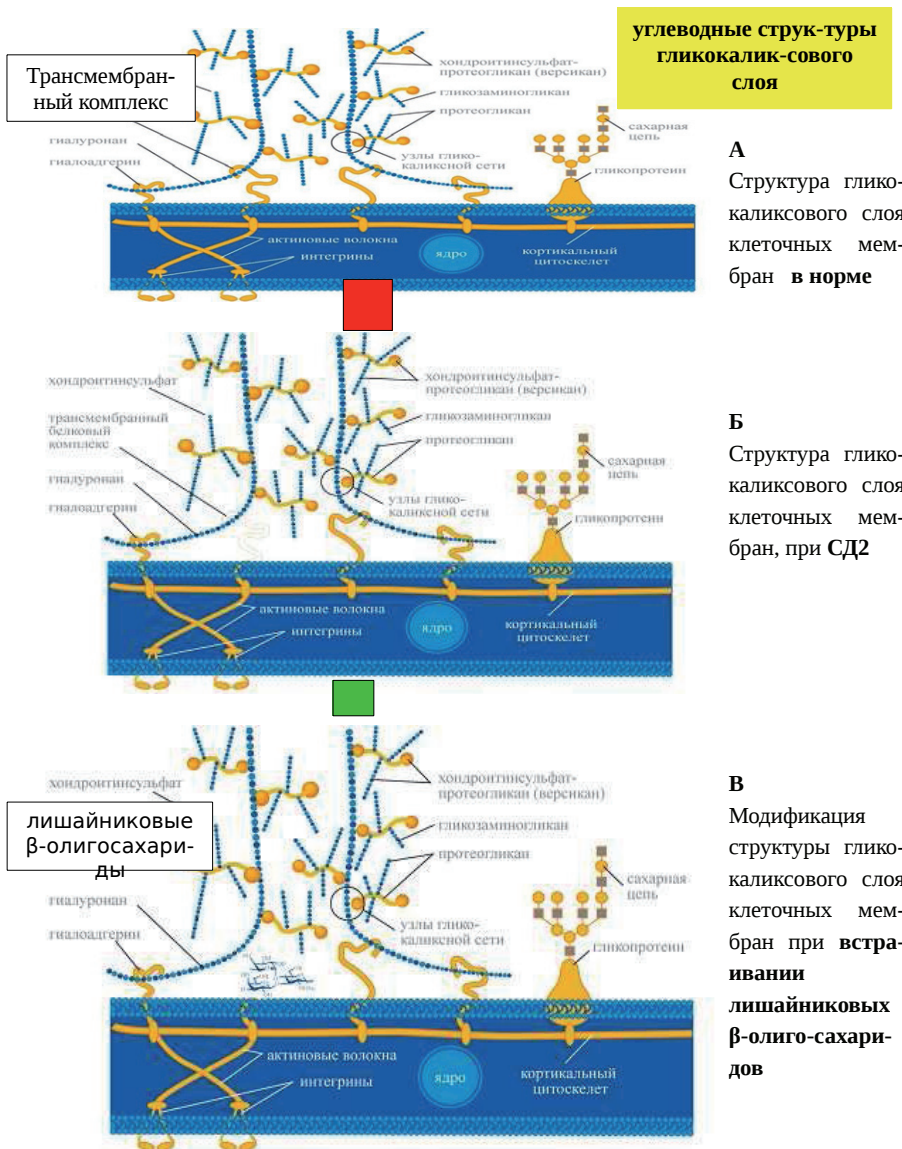 углеводные струк-туры
гликокалик-сового
слоя
Трансмембран-
ный комплекс
гиалуронан
гиалоадгерин
хондроитинсульфат-
протеогликан (версикан)
гликозаминогликан
протеогликан
узлы глико-
каликсной сети
сахарная
цепь
гликопротеин
актиновые волокна
интегрины
ядро
кортикальный
цитоскелет
А
Структура глико-
каликсового слоя
клеточных мем-
бран в норме
хондроитинсульфат
трансмембранный
белковый
комплекс
гиалуронан
гиалоадгерин
хондроитинсульфат-
протеогликан (версикан)
гликозаминогликан
протеогликан
узлы глико-
каликсной сети
сахарная
цепь
гликопротеин
актиновые волокна
интегрины
ядро
кортикальный
цитоскелет
Б
Структура глико-
каликсового слоя
клеточных мем-
бран, при СД2
хондроитинсульфат
лишайниковые
β-олигосахари-
ды
гиалуронан
гиалоадгерин
хондроитинсульфат-
протеогликан (версикан)
гликозаминогликан
протеогликан
узлы глико-
каликсной сети
сахарная
цепь
гликопротеин
актиновые волокна
интегрины
ядро
кортикальный
цитоскелет
В
Модификация
структуры глико-
каликсового слоя
клеточных мем-
бран при встра-
ивании
лишайниковых
β-олиго-сахари-
дов